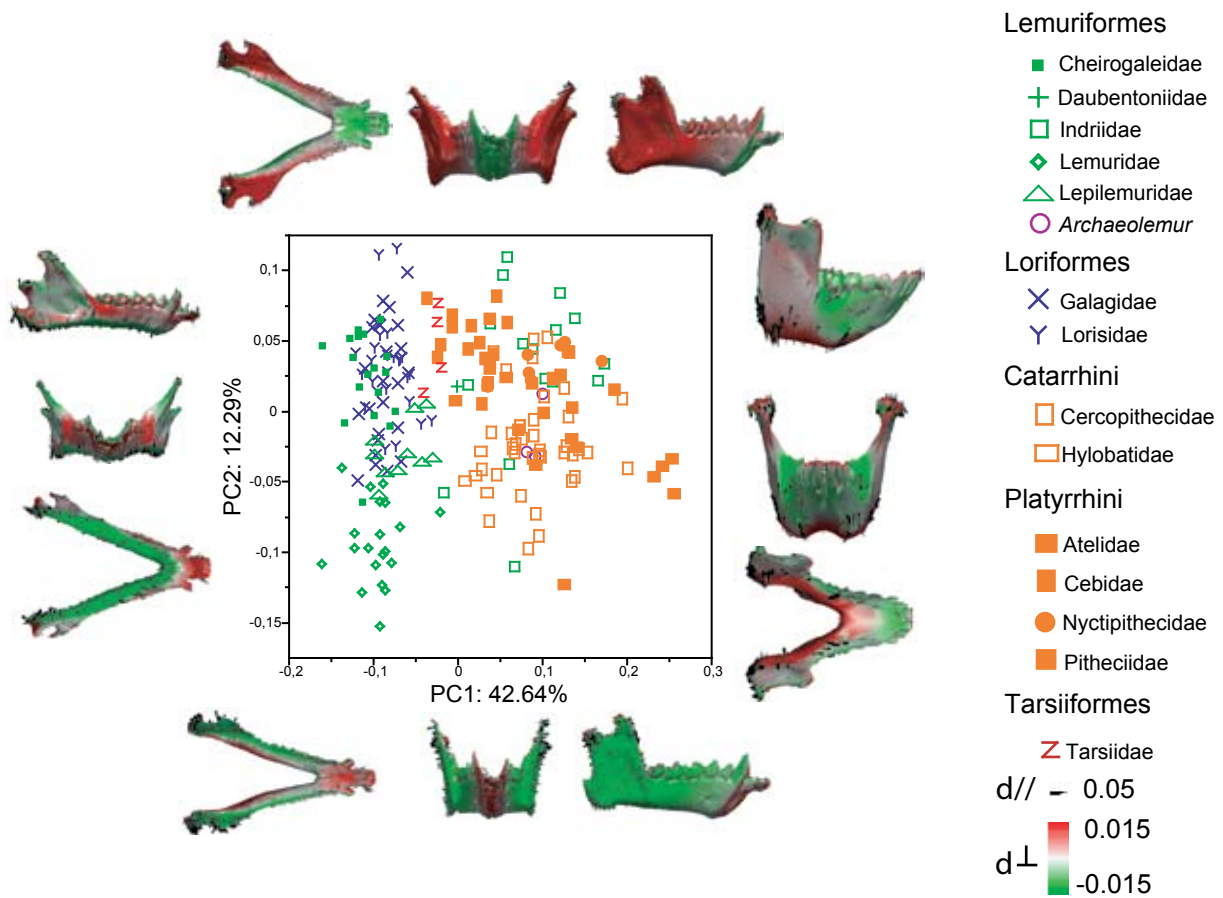 Lemuriformes
Cheirogaleidae
Daubentoniidae
Indriidae
Lemuridae
Lepilemuridae
Archaeolemur
Loriformes
Galagidae
Lorisidae
Catarrhini
Cercopithecidae
Hylobatidae
Platyrrhini
Atelidae
Cebidae
Nyctipithecidae
Pitheciidae
Tarsiiformes
Tarsiidae
d// 0.05
d⊥ 0.015
-0.015
PC2: 12.29%
0,1
0,05
0
-0,05
-0,1
-0,15
-0,2 -0,1 0 0,1 0,2 0,3
PC1: 42.64%